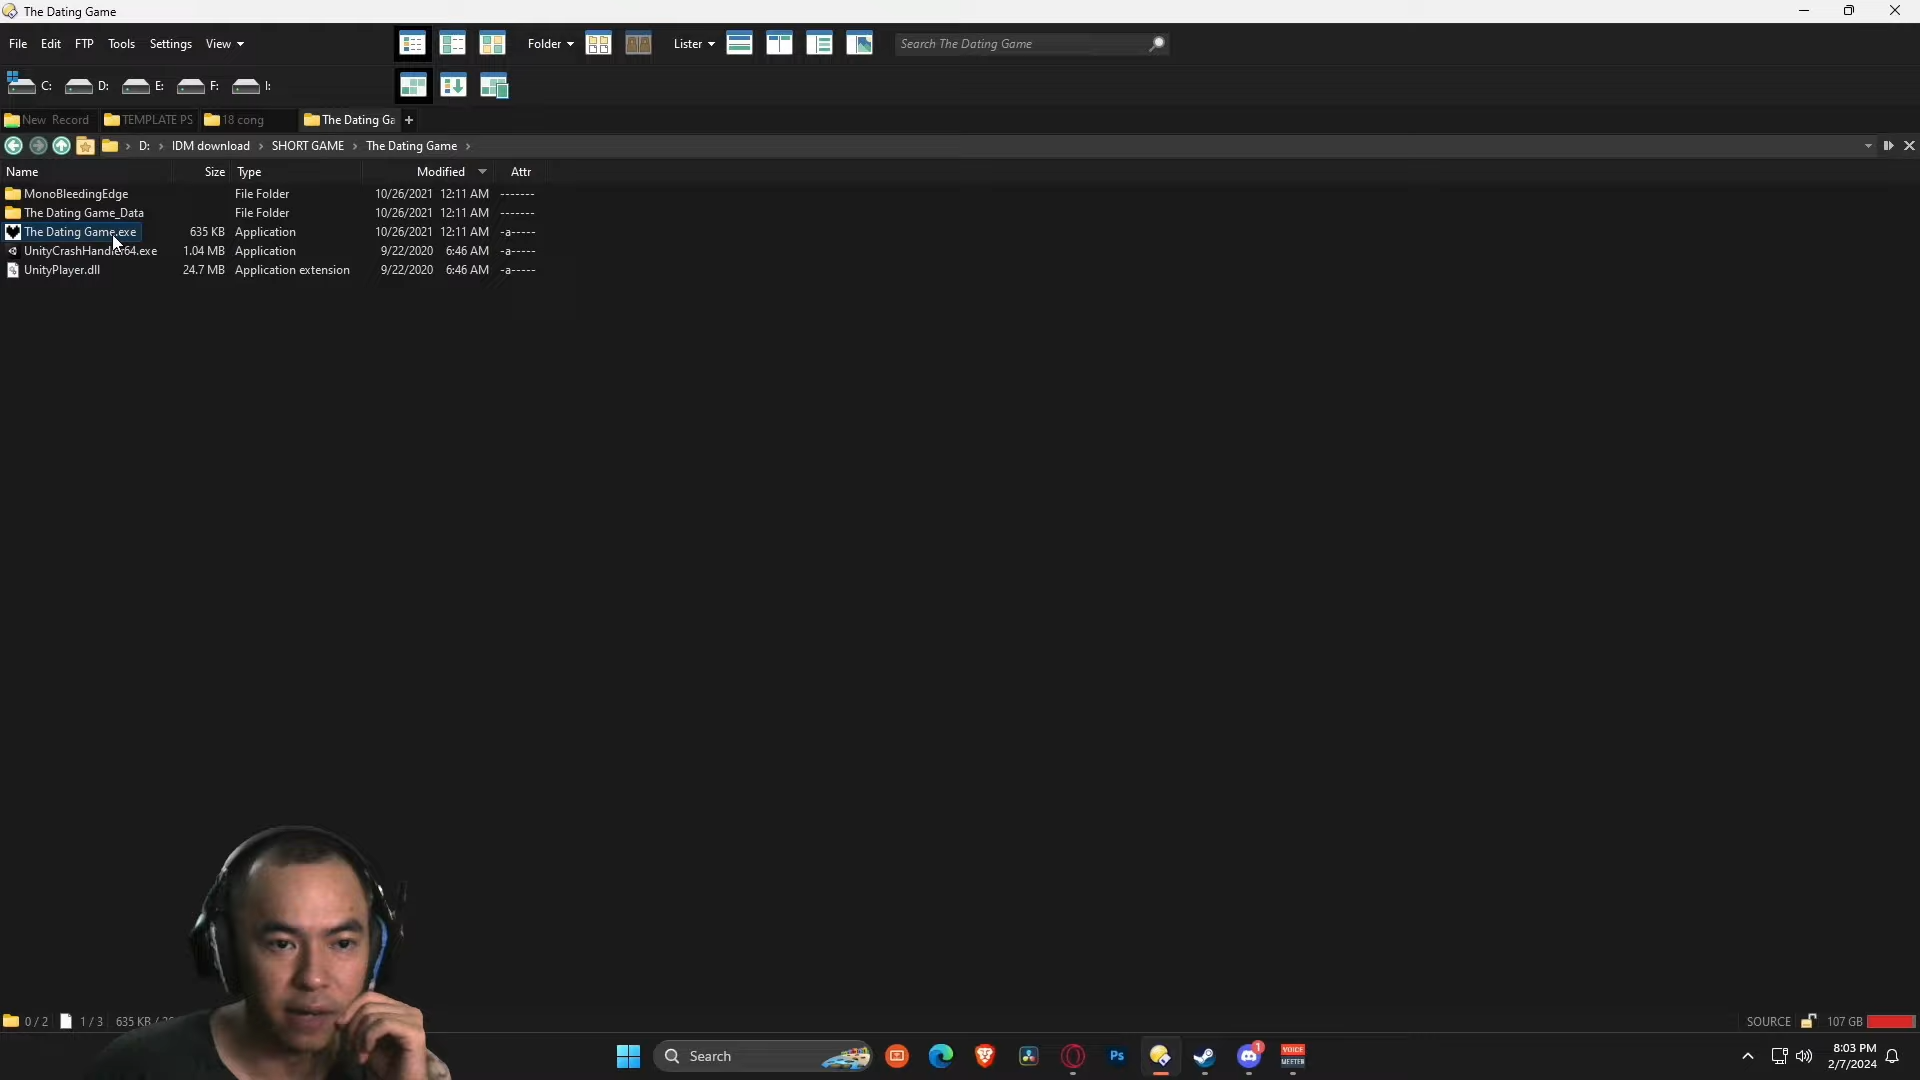 The Dating Game
File Edit FTP Tools Settings View Folder Lister Search The Dating Game
C: D: E: F: I:
New Record TEMPLATE PS 18 cong The Dating Ga +
D: IDM download SHORT GAME The Dating Game
Name Size Type Modified Attr
MonoBleedingEdge File Folder 10/26/2021 12:11 AM -------
The Dating Game_Data File Folder 10/26/2021 12:11 AM -------
The Dating Game.exe 635 KB Application 10/26/2021 12:11 AM -a-----
UnityCrashHandler64.exe 1.04 MB Application 9/22/2020 6:46 AM -a-----
UnityPlayer.dll 24.7 MB Application extension 9/22/2020 6:46 AM -a-----
0 / 2 1 / 3 635 KB / SOURCE 107 GB
Search Ps 1 VOICE MEETER 8:03 PM
2/7/2024